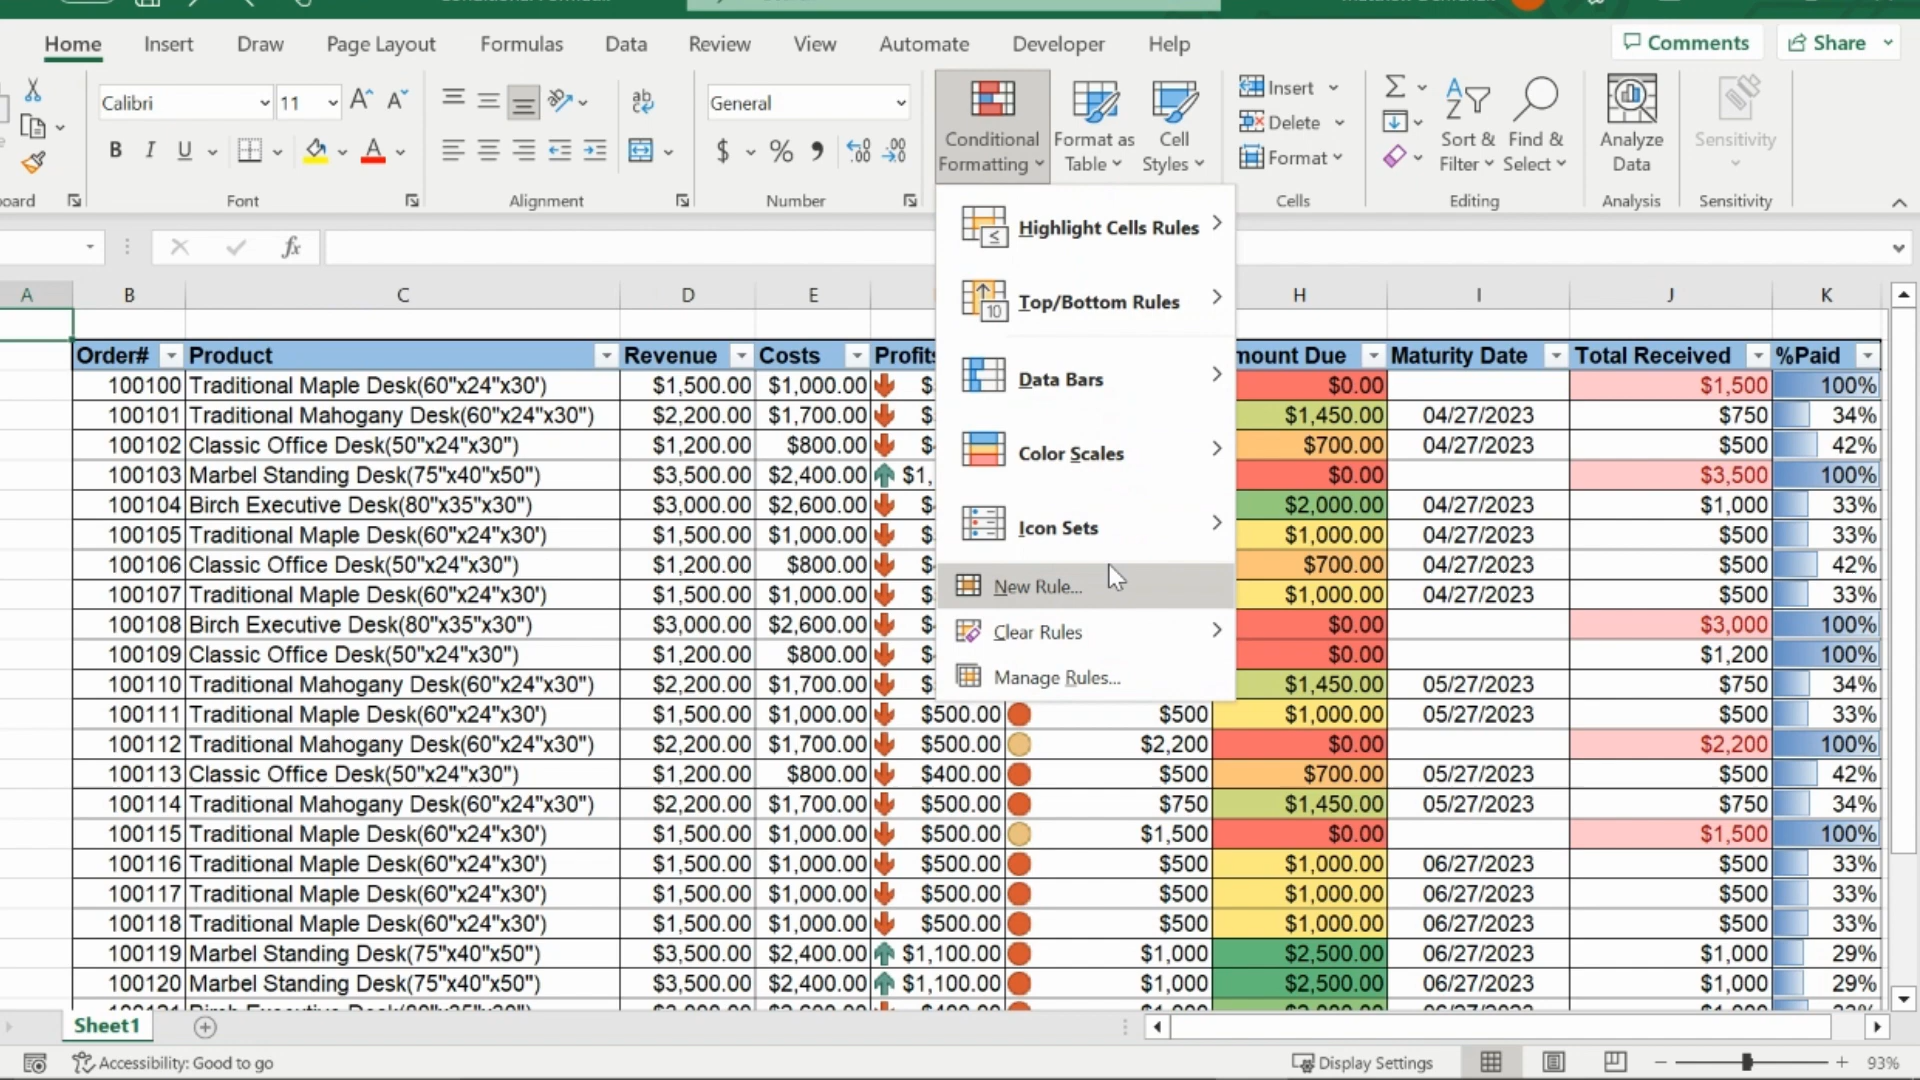 Home Insert Draw Page Layout Formulas Data Review View Automate Developer Help Comments Share
Calibri 11 General Insert
Conditional Formatting Format as Table Cell Styles Delete Sort & Filter Find & Select Analyze Data Sensitivity
B I U $ % Format
Font Alignment Number Cells Editing Analysis Sensitivity
fx
Highlight Cells Rules
Top/Bottom Rules
Data Bars
Color Scales
Icon Sets
New Rule...
Clear Rules
Manage Rules...
A B C D E H I J K
Order# Product Revenue Costs Profits mount Due Maturity Date Total Received %Paid
100100 Traditional Maple Desk(60"x24"x30') $1,500.00 $1,000.00 $0.00 $1,500 100%
100101 Traditional Mahogany Desk(60"x24"x30") $2,200.00 $1,700.00 $1,450.00 04/27/2023 $750 34%
100102 Classic Office Desk(50"x24"x30") $1,200.00 $800.00 $700.00 04/27/2023 $500 42%
100103 Marbel Standing Desk(75"x40"x50") $3,500.00 $2,400.00 $1, $0.00 $3,500 100%
100104 Birch Executive Desk(80"x35"x30") $3,000.00 $2,600.00 $2,000.00 04/27/2023 $1,000 33%
100105 Traditional Maple Desk(60"x24"x30') $1,500.00 $1,000.00 $1,000.00 04/27/2023 $500 33%
100106 Classic Office Desk(50"x24"x30") $1,200.00 $800.00 $700.00 04/27/2023 $500 42%
100107 Traditional Maple Desk(60"x24"x30') $1,500.00 $1,000.00 $1,000.00 04/27/2023 $500 33%
100108 Birch Executive Desk(80"x35"x30") $3,000.00 $2,600.00 $0.00 $3,000 100%
100109 Classic Office Desk(50"x24"x30") $1,200.00 $800.00 $0.00 $1,200 100%
100110 Traditional Mahogany Desk(60"x24"x30") $2,200.00 $1,700.00 $1,450.00 05/27/2023 $750 34%
100111 Traditional Maple Desk(60"x24"x30') $1,500.00 $1,000.00 $500.00 $500 $1,000.00 05/27/2023 $500 33%
100112 Traditional Mahogany Desk(60"x24"x30") $2,200.00 $1,700.00 $500.00 $2,200 $0.00 $2,200 100%
100113 Classic Office Desk(50"x24"x30") $1,200.00 $800.00 $400.00 $500 $700.00 05/27/2023 $500 42%
100114 Traditional Mahogany Desk(60"x24"x30") $2,200.00 $1,700.00 $500.00 $750 $1,450.00 05/27/2023 $750 34%
100115 Traditional Maple Desk(60"x24"x30') $1,500.00 $1,000.00 $500.00 $1,500 $0.00 $1,500 100%
100116 Traditional Maple Desk(60"x24"x30') $1,500.00 $1,000.00 $500.00 $500 $1,000.00 06/27/2023 $500 33%
100117 Traditional Maple Desk(60"x24"x30') $1,500.00 $1,000.00 $500.00 $500 $1,000.00 06/27/2023 $500 33%
100118 Traditional Maple Desk(60"x24"x30') $1,500.00 $1,000.00 $500.00 $500 $1,000.00 06/27/2023 $500 33%
100119 Marbel Standing Desk(75"x40"x50") $3,500.00 $2,400.00 $1,100.00 $1,000 $2,500.00 06/27/2023 $1,000 29%
100120 Marbel Standing Desk(75"x40"x50") $3,500.00 $2,400.00 $1,100.00 $1,000 $2,500.00 06/27/2023 $1,000 29%
Sheet1
Accessibility: Good to go Display Settings 93%